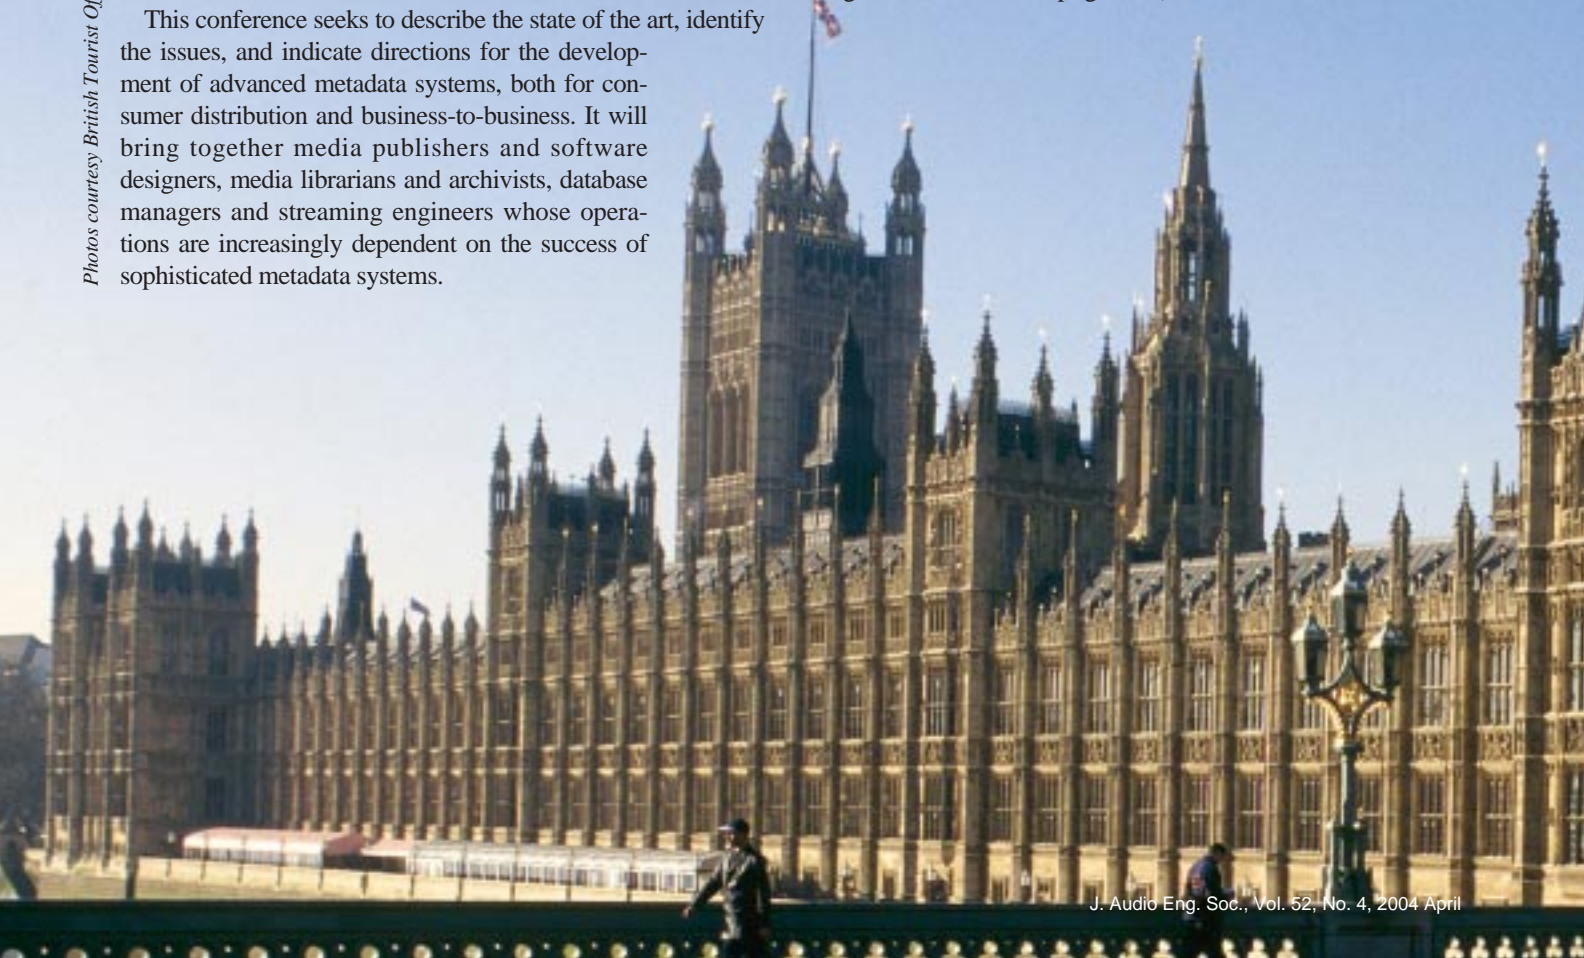 This conference seeks to describe the state of the art, identify
the issues, and indicate directions for the develop-
ment of advanced metadata systems, both for con-
sumer distribution and business-to-business. It will
bring together media publishers and software
designers, media librarians and archivists, database
managers and streaming engineers whose opera-
tions are increasingly dependent on the success of
sophisticated metadata systems.
Photos courtesy British Tourist
J. Audio Eng. Soc., Vol. 52, No. 4, 2004 April